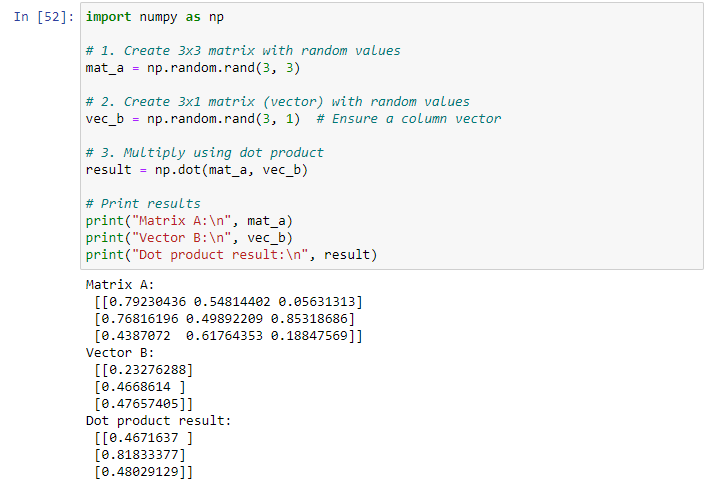 In [52]: import numpy as np
# 1. Create 3x3 matrix with random values
mat_a = np.random.rand(3, 3)
# 2. Create 3x1 matrix (vector) with random values
vec_b = np.random.rand(3, 1)  # Ensure a column vector
# 3. Multiply using dot product
result = np.dot(mat_a, vec_b)
# Print results
print("Matrix A:\n", mat_a)
print("Vector B:\n", vec_b)
print("Dot product result:\n", result)
Matrix A:
 [[0.79230436 0.54814402 0.05631313]
 [0.76816196 0.49892209 0.85318686]
 [0.4387072  0.61764353 0.18847569]]
Vector B:
 [[0.23276288]
 [0.4668614 ]
 [0.47657405]]
Dot product result:
 [[0.4671637 ]
 [0.81833377]
 [0.48029129]]